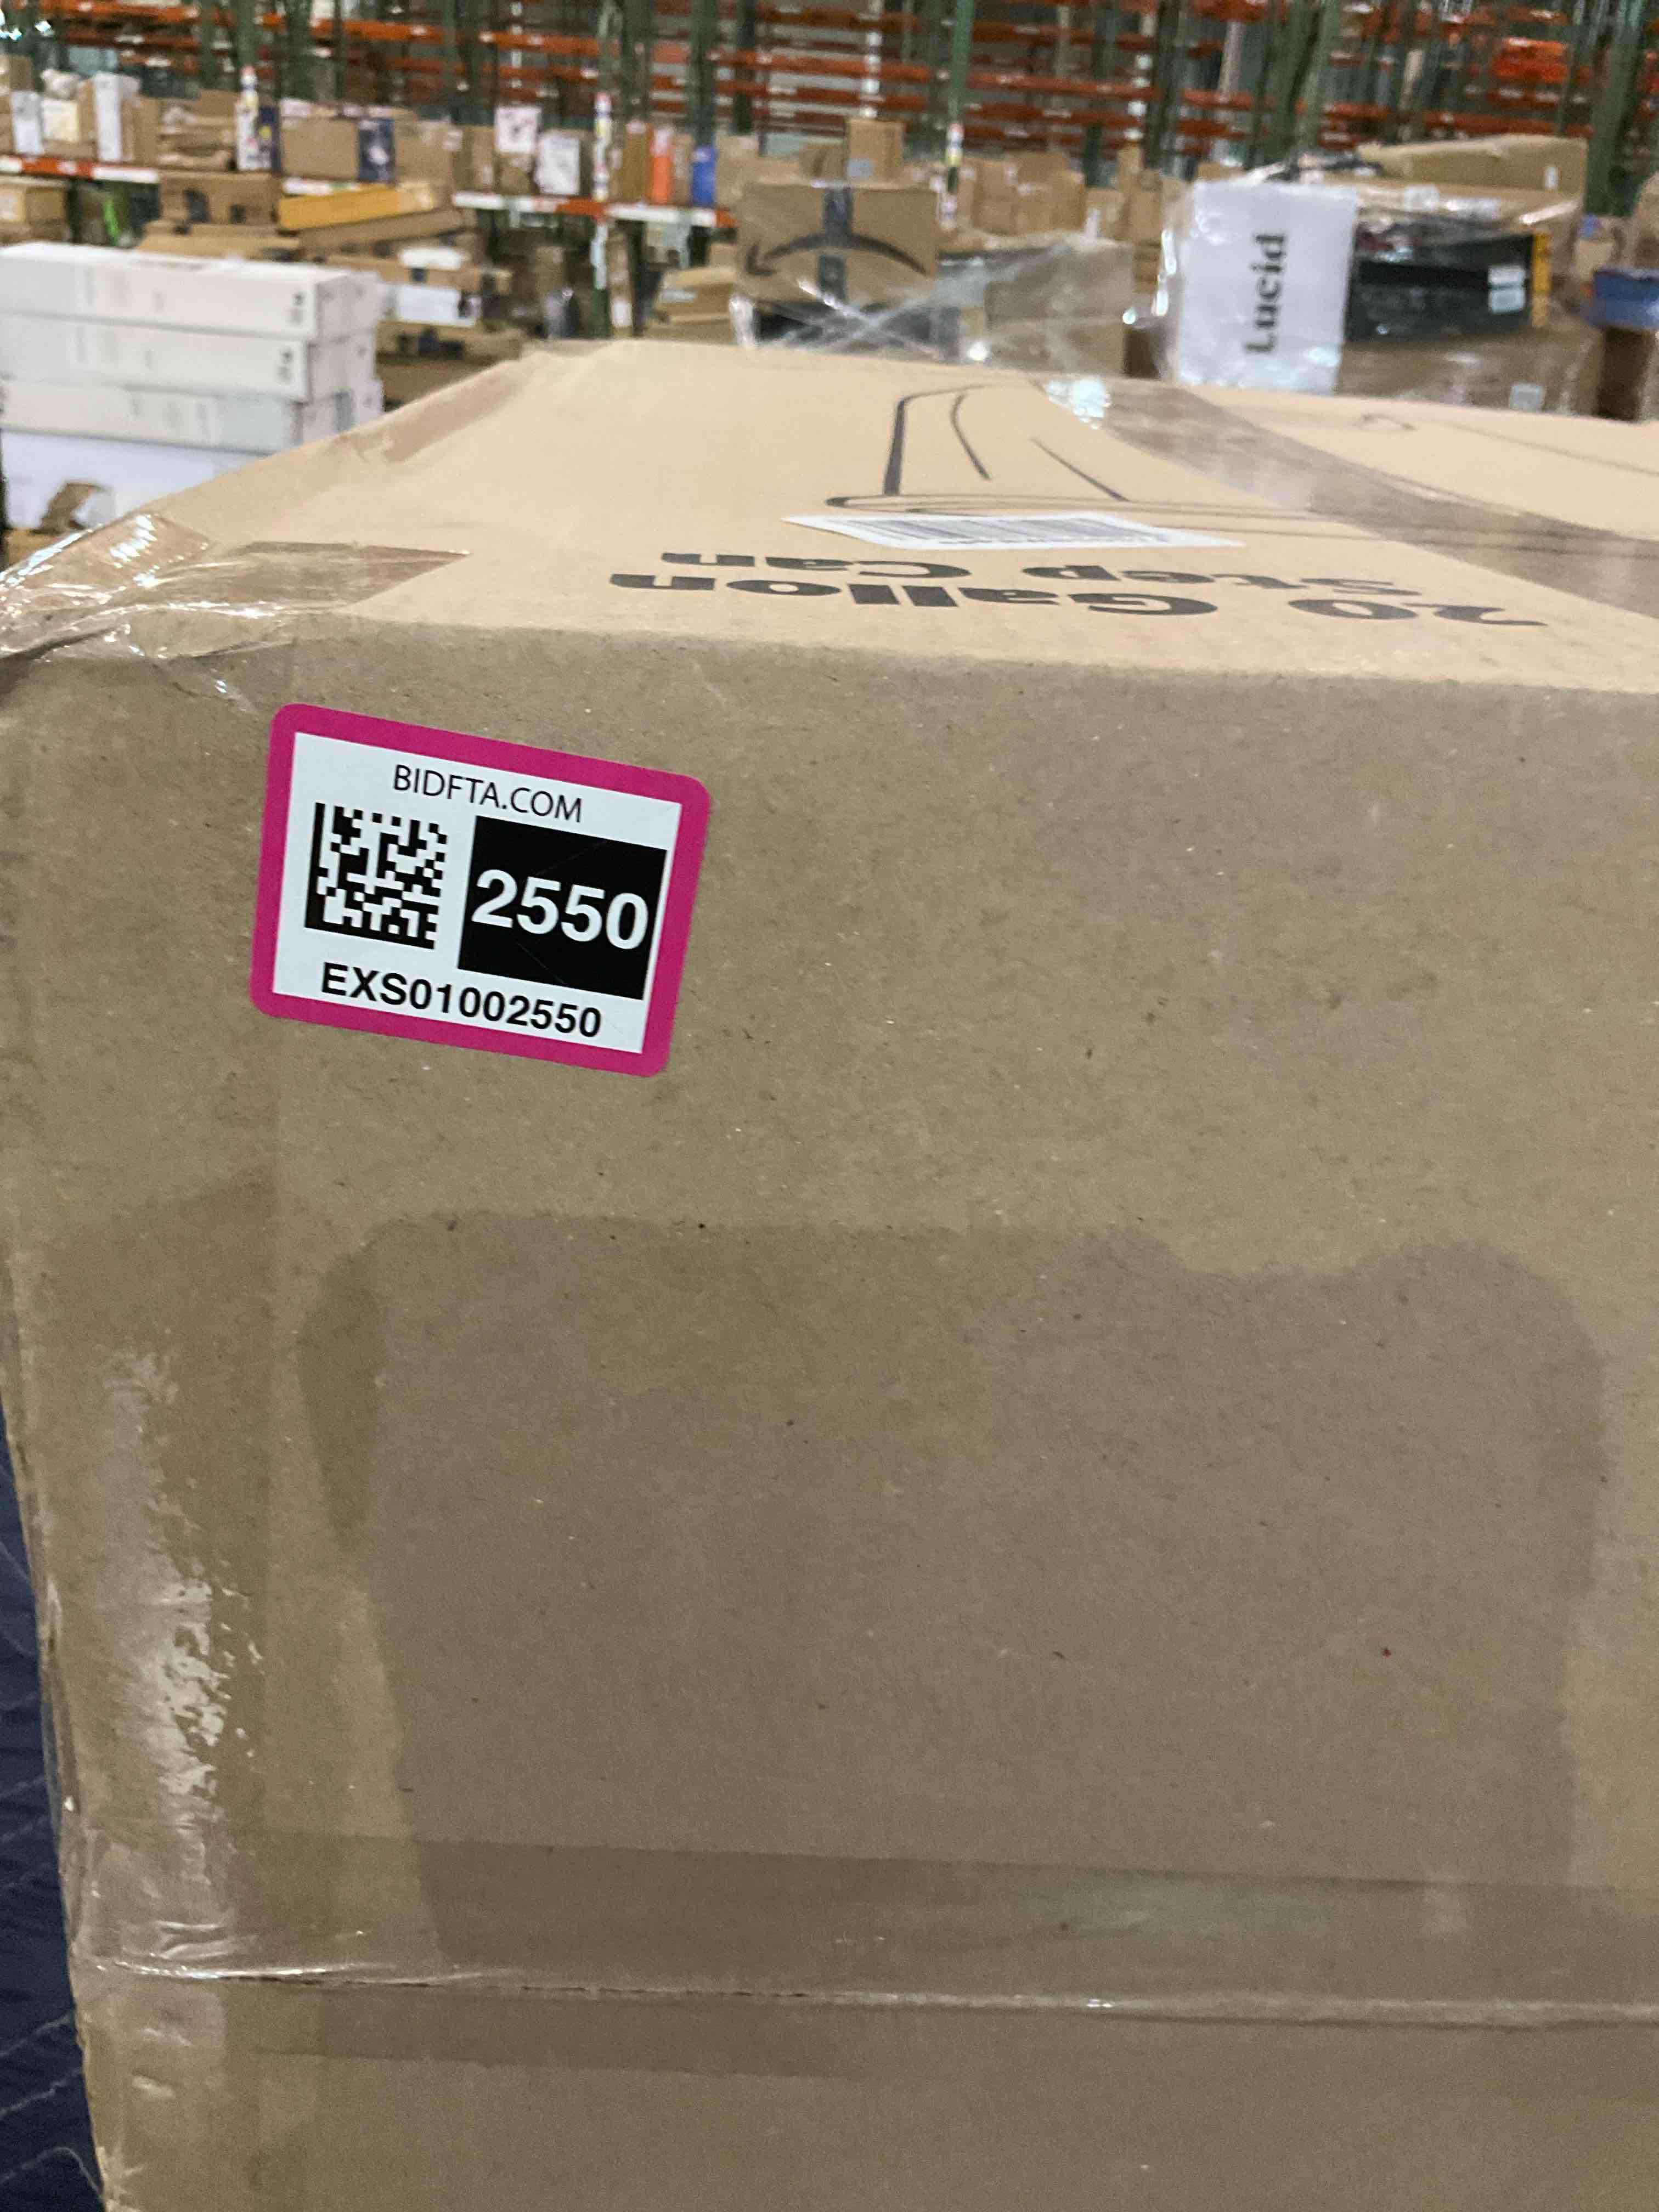 Lucid
20 Gallon
Step Can
BIDFTA.COM
2550
EXS01002550